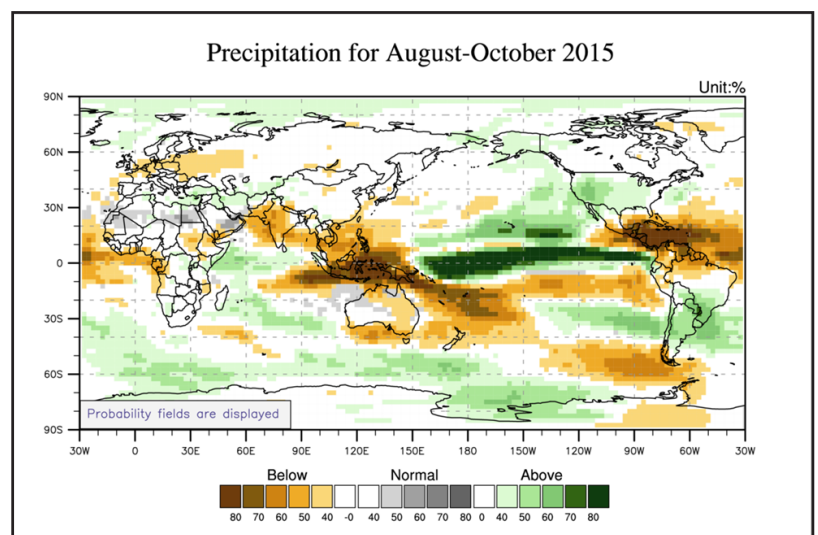 Precipitation for August-October 2015
Unit:%
90N
60N
30N
0
30S
60S
90S
Probability fields are displayed
30W 0 30E 60E 90E 120E 150E 180 150W 120W 90W 60W 30W
Below Normal Above
80 70 60 50 40 -0 40 50 60 70 80 0 40 50 60 70 80